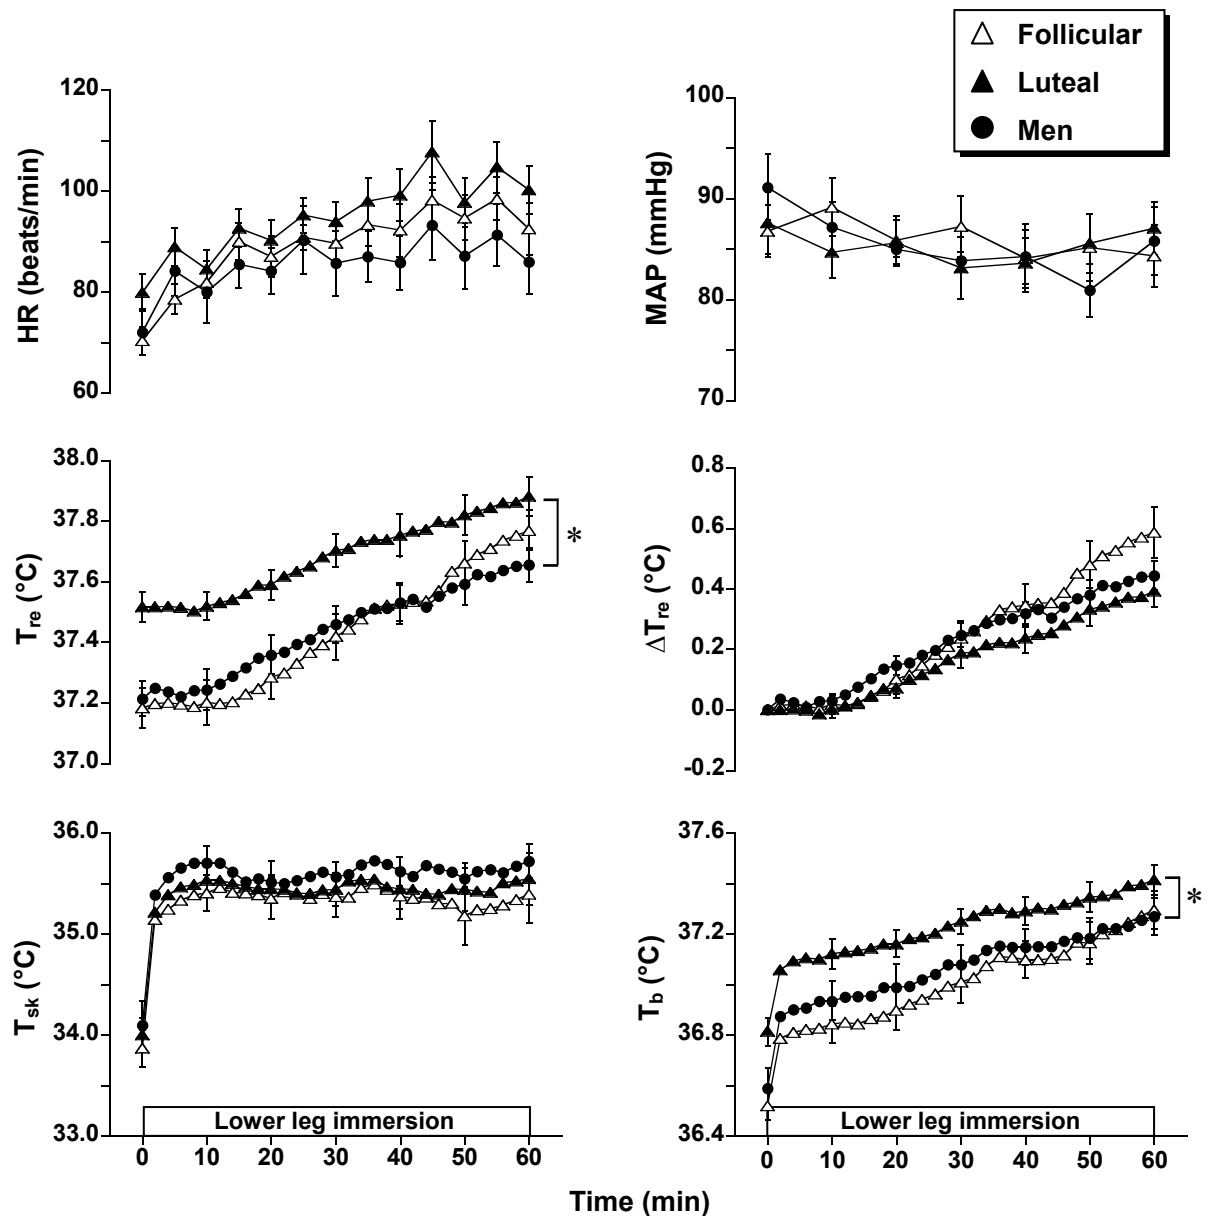 Follicular
Luteal
Men
HR (beats/min)
120
100
80
60
MAP (mmHg)
100
90
80
70
Tre (°C)
38.0
37.8
37.6
37.4
37.2
37.0
*
ΔTre (°C)
0.8
0.6
0.4
0.2
0.0
-0.2
Tsk (°C)
36.0
35.0
34.0
33.0
Lower leg immersion
0 10 20 30 40 50 60
Tb (°C)
37.6
37.2
36.8
36.4
*
Lower leg immersion
0 10 20 30 40 50 60
Time (min)